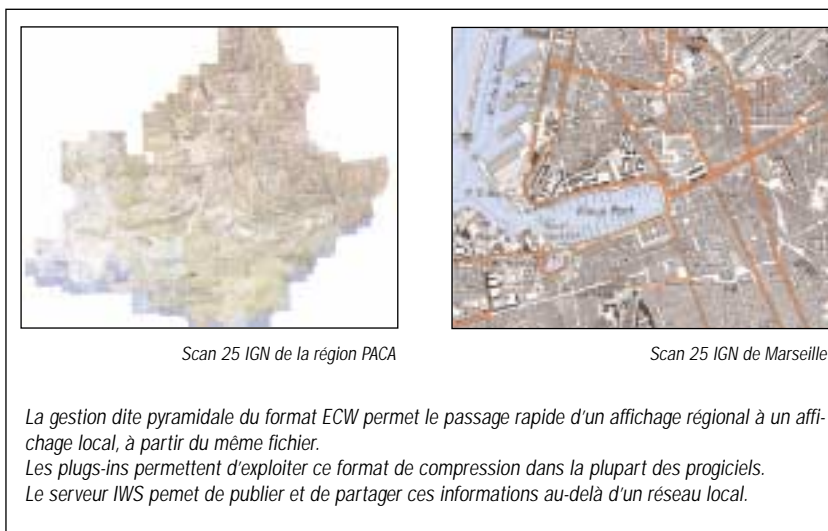 Vieux Port
Scan 25 IGN de la région PACA
Scan 25 IGN de Marseille
La gestion dite pyramidale du format ECW permet le passage rapide d'un affichage régional à un affi-
chage local, à partir du même fichier.
Les plugs-ins permettent d'exploiter ce format de compression dans la plupart des progiciels.
Le serveur IWS pemet de publier et de partager ces informations au-delà d'un réseau local.